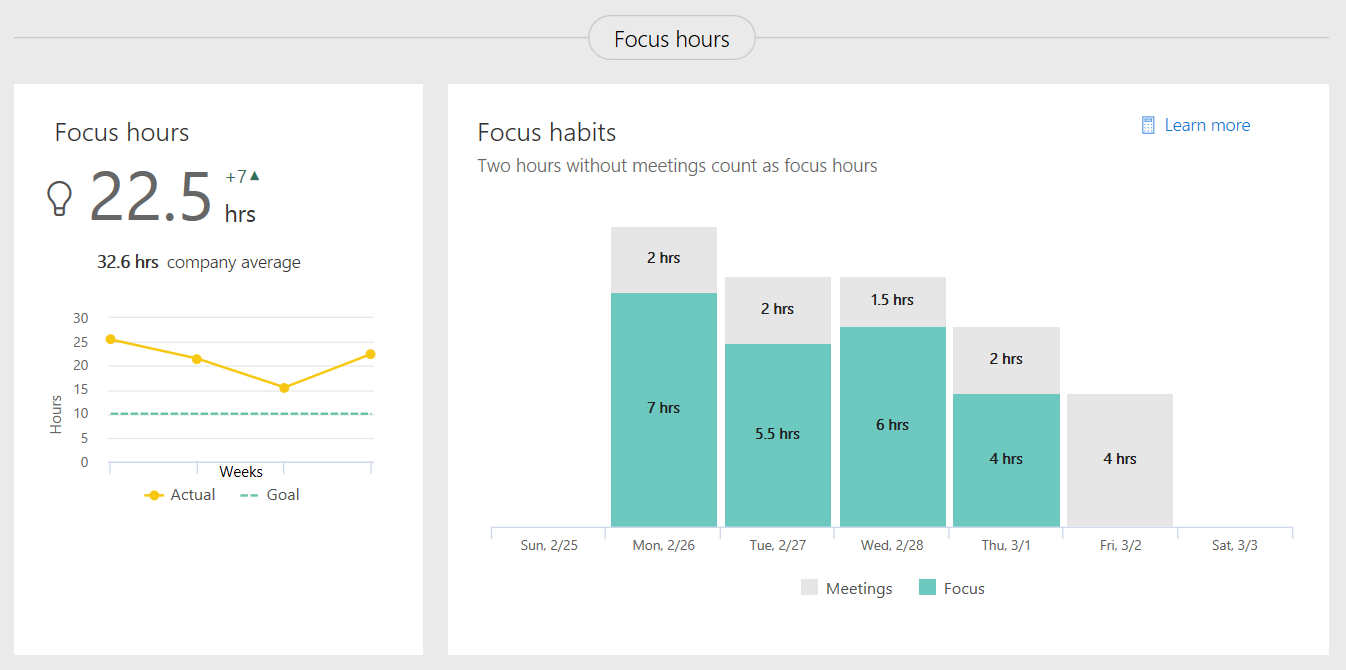 Focus hours
Focus hours
22.5 +7▲
hrs
32.6 hrs company average
30
25
20
15
10
5
0
Hours
Weeks
Actual Goal
Focus habits
Learn more
Two hours without meetings count as focus hours
2 hrs
7 hrs
2 hrs
5.5 hrs
1.5 hrs
6 hrs
2 hrs
4 hrs
4 hrs
Sun, 2/25 Mon, 2/26 Tue, 2/27 Wed, 2/28 Thu, 3/1 Fri, 3/2 Sat, 3/3
Meetings Focus